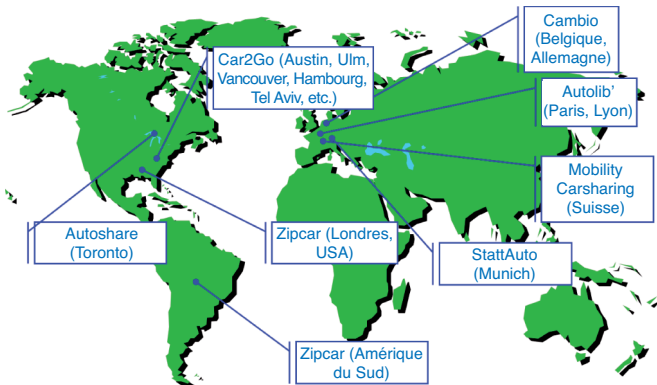 Cambio
(Belgique,
Allemagne)
Car2Go (Austin, Ulm,
Vancouver, Hambourg,
Tel Aviv, etc.)
Autolib'
(Paris, Lyon)
Mobility
Carsharing
(Suisse)
Autoshare
(Toronto)
Zipcar (Londres,
USA)
StattAuto
(Munich)
Zipcar (Amérique
du Sud)